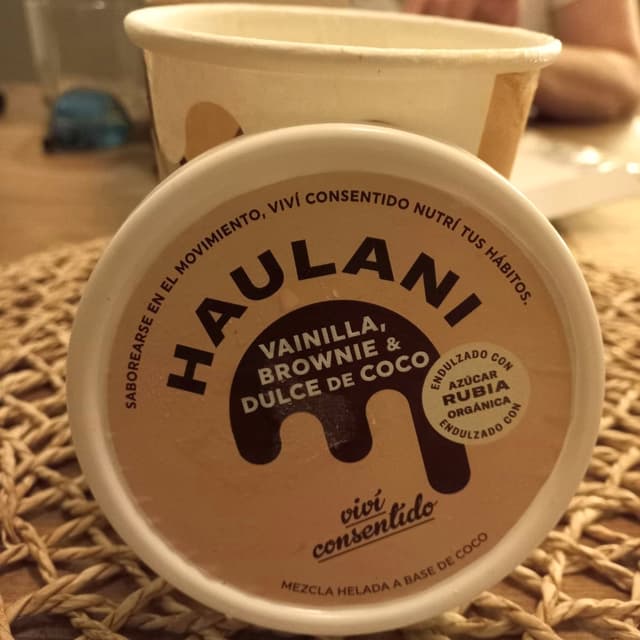 SABOREARSE EN EL MOVIMIENTO, VIVÍ CONSENTIDO NUTRÍ TUS HÁBITOS.
HAULANI
VAINILLA,
BROWNIE &
DULCE DE COCO
ENDULZADO CON
AZÚCAR
RUBIA
ORGÁNICA
ENDULZADO CON
viví
consentido
MEZCLA HELADA A BASE DE COCO